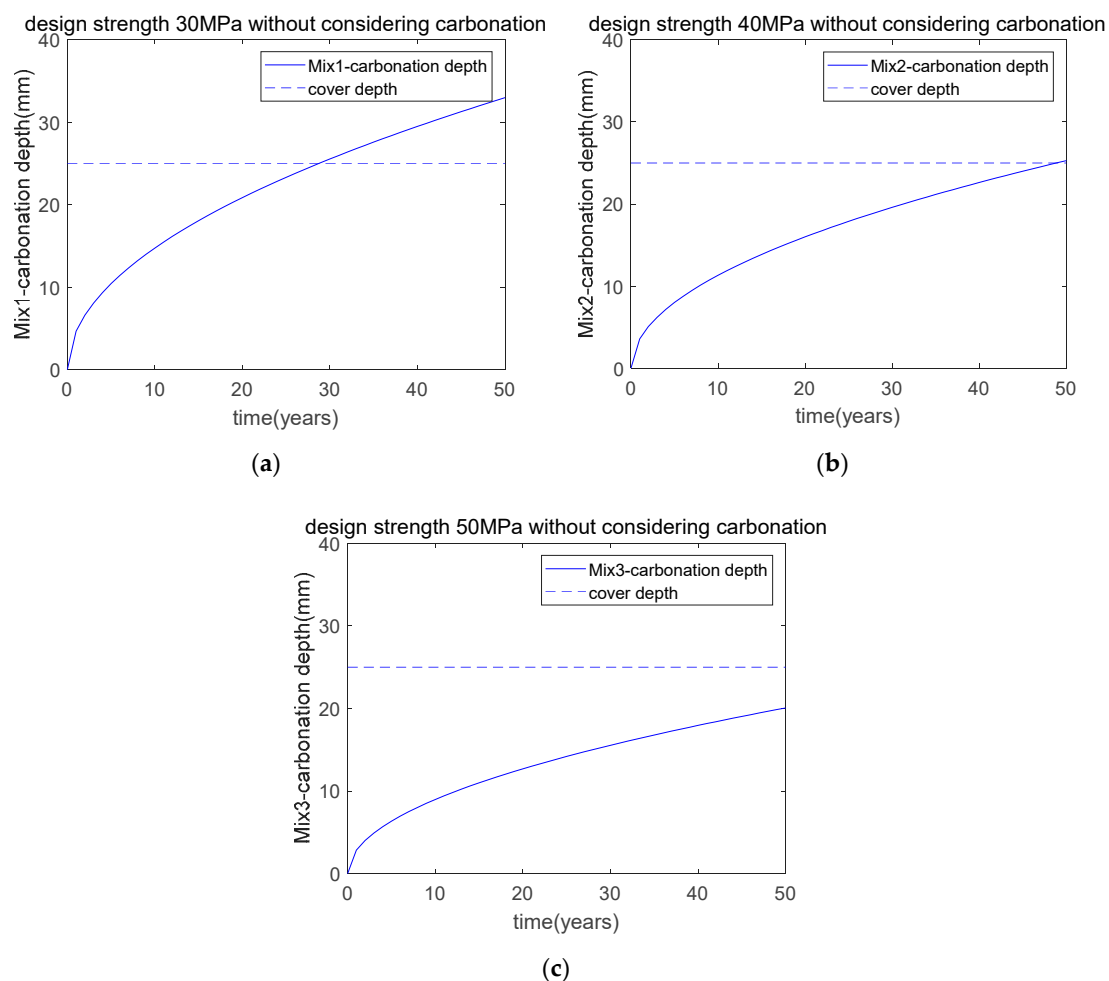 design strength 30MPa without considering carbonation
40
30
20
10
0
Mix1-carbonation depth(mm)
Mix1-carbonation depth
cover depth
0 10 20 30 40 50
time(years)
(a)
design strength 40MPa without considering carbonation
40
30
20
10
0
Mix2-carbonation depth(mm)
Mix2-carbonation depth
cover depth
0 10 20 30 40 50
time(years)
(b)
design strength 50MPa without considering carbonation
40
30
20
10
0
Mix3-carbonation depth(mm)
Mix3-carbonation depth
cover depth
0 10 20 30 40 50
time(years)
(c)